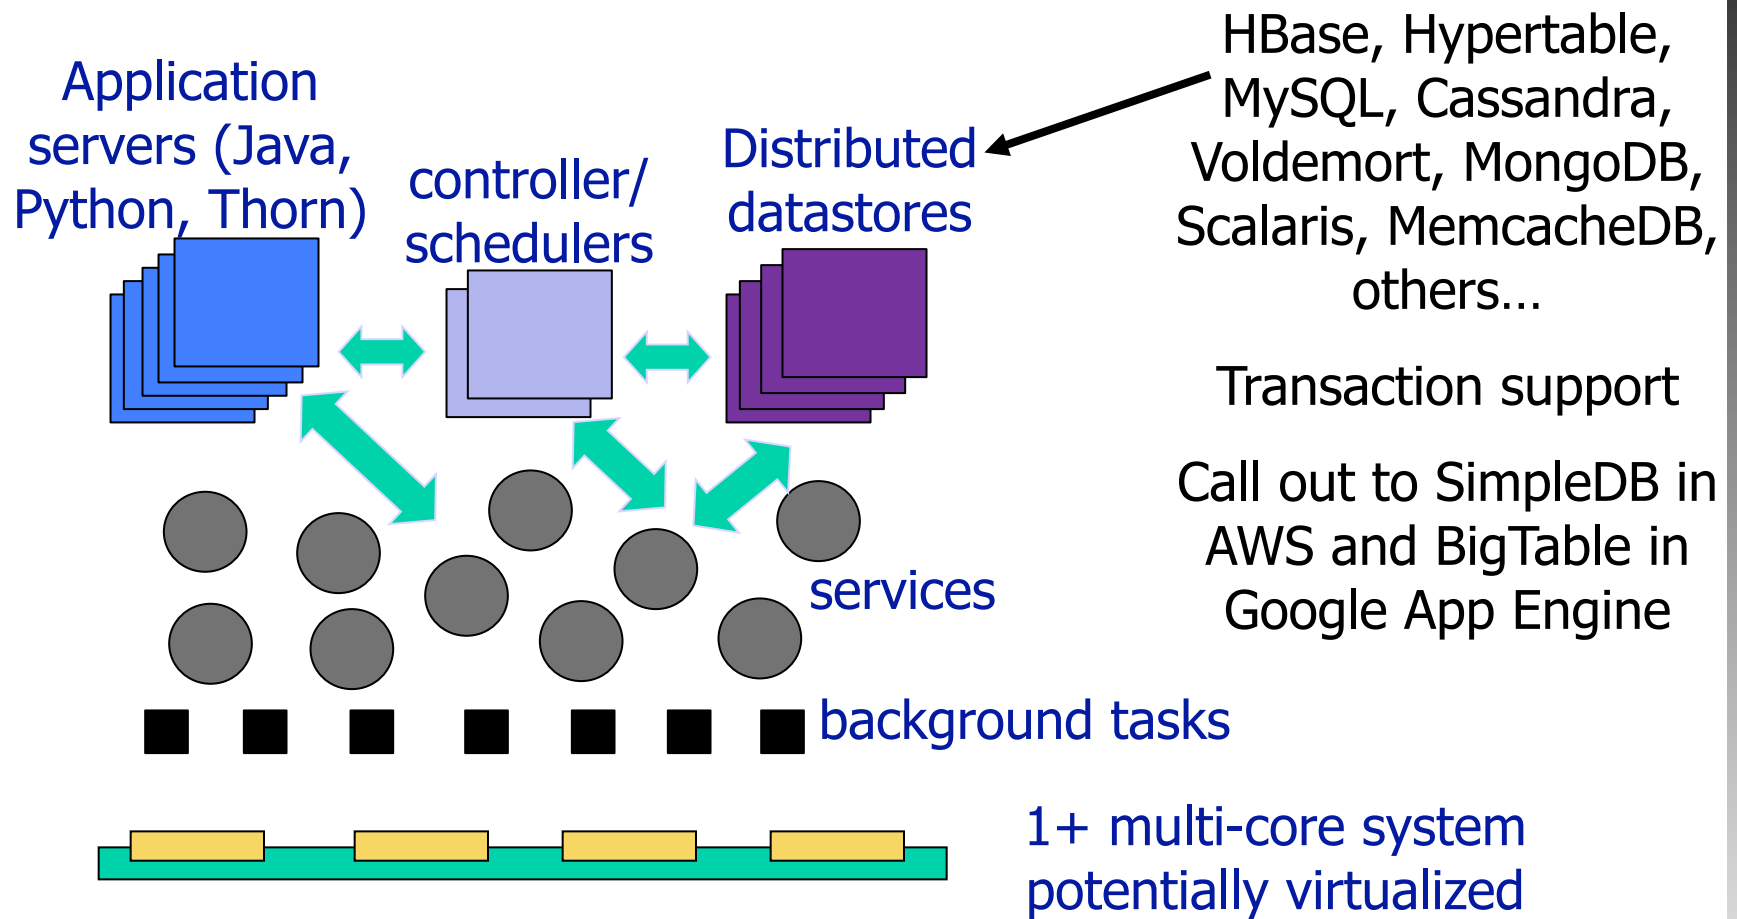 Application
servers (Java,
Python, Thorn)
controller/
schedulers
Distributed
datastores
HBase, Hypertable,
MySQL, Cassandra,
Voldemort, MongoDB,
Scalaris, MemcacheDB,
others…
Transaction support
Call out to SimpleDB in
AWS and BigTable in
Google App Engine
services
background tasks
1+ multi-core system
potentially virtualized